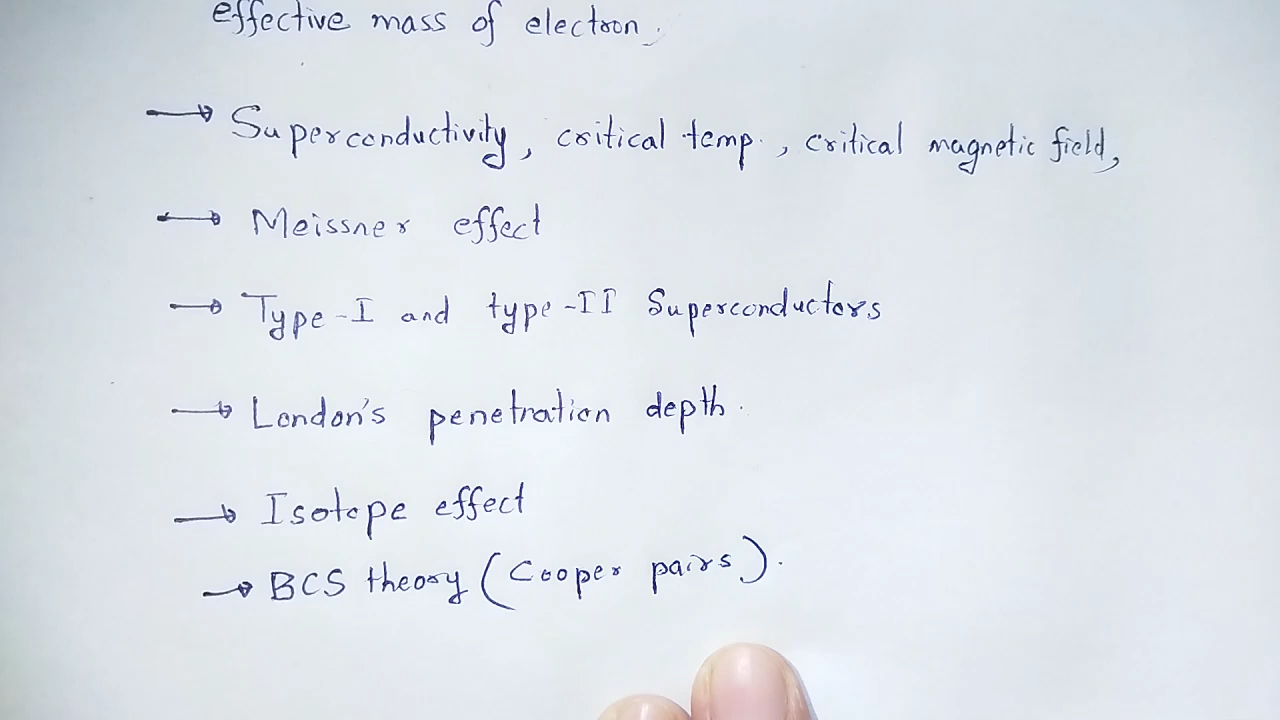 effective mass of electron.
→ Superconductivity, critical temp., critical magnetic field,
→ Meissner effect
→ Type-I and type-II Superconductors
→ London's penetration depth.
→ Isotope effect
→ BCS theory (Cooper pairs).